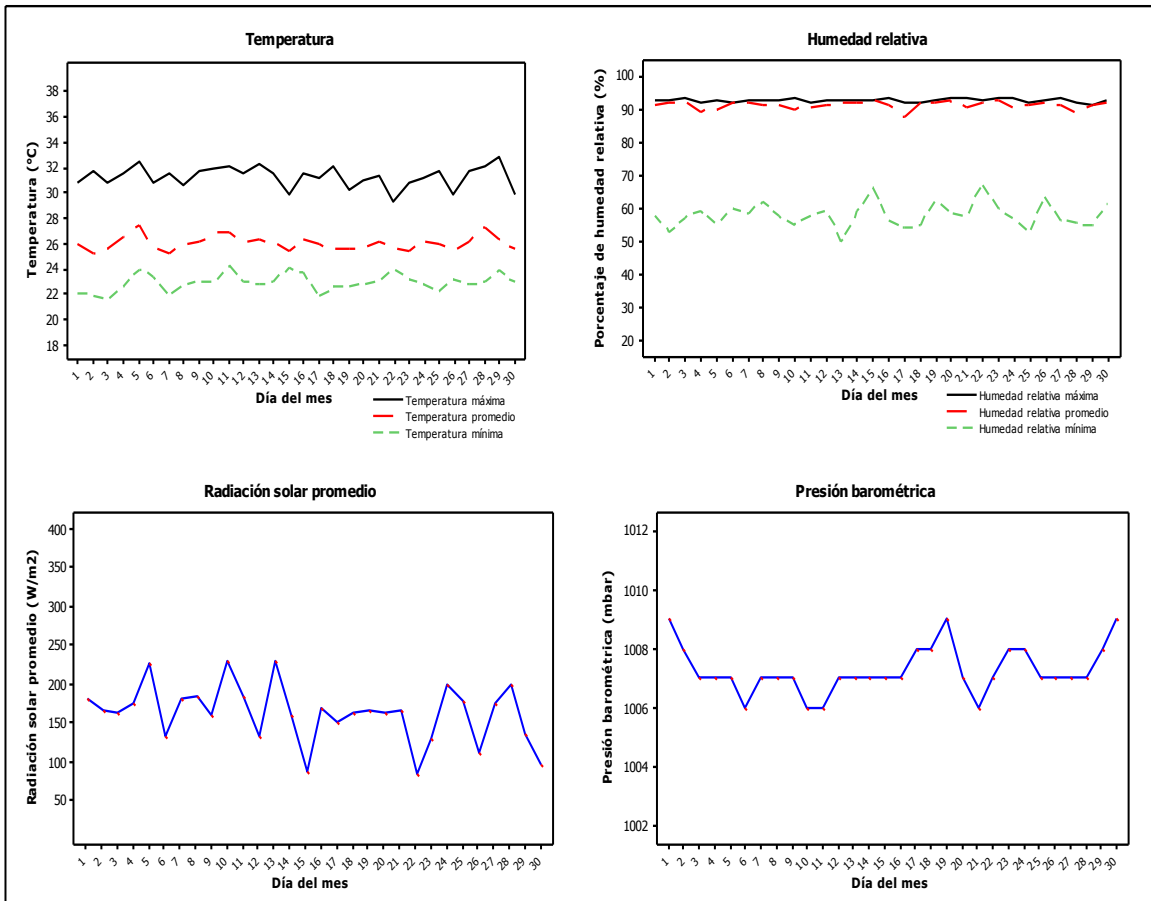 Temperatura
Temperatura (°C)
38
36
34
32
30
28
26
24
22
20
18
1 2 3 4 5 6 7 8 9 10 11 12 13 14 15 16 17 18 19 20 21 22 23 24 25 26 27 28 29 30
Día del mes
Temperatura máxima
Temperatura promedio
Temperatura mínima
Humedad relativa
Porcentaje de humedad relativa (%)
100
90
80
70
60
50
40
30
20
1 2 3 4 5 6 7 8 9 10 11 12 13 14 15 16 17 18 19 20 21 22 23 24 25 26 27 28 29 30
Día del mes
Humedad relativa máxima
Humedad relativa promedio
Humedad relativa mínima
Radiación solar promedio
Radiación solar promedio (W/m2)
400
350
300
250
200
150
100
50
1 2 3 4 5 6 7 8 9 10 11 12 13 14 15 16 17 18 19 20 21 22 23 24 25 26 27 28 29 30
Día del mes
Presión barométrica
Presión barométrica (mbar)
1012
1010
1008
1006
1004
1002
1 2 3 4 5 6 7 8 9 10 11 12 13 14 15 16 17 18 19 20 21 22 23 24 25 26 27 28 29 30
Día del mes